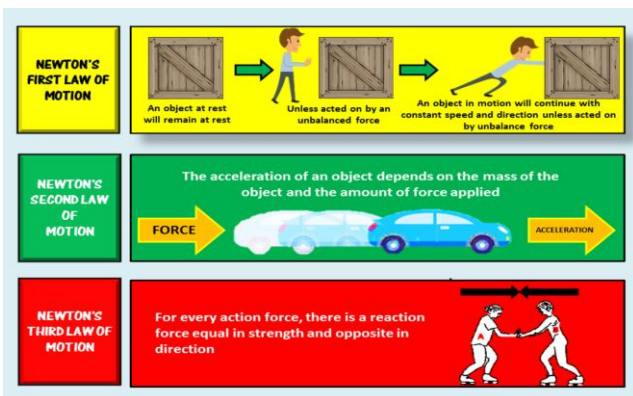 NEWTON'S
FIRST LAW OF
MOTION
An object at rest
will remain at rest
Unless acted on by an
unbalanced force
An object in motion will continue with
constant speed and direction unless acted on
by unbalance force
NEWTON'S
SECOND LAW
OF
MOTION
The acceleration of an object depends on the mass of the
object and the amount of force applied
FORCE
ACCELERATION
NEWTON'S
THIRD LAW OF
MOTION
For every action force, there is a reaction
force equal in strength and opposite in
direction
A
B